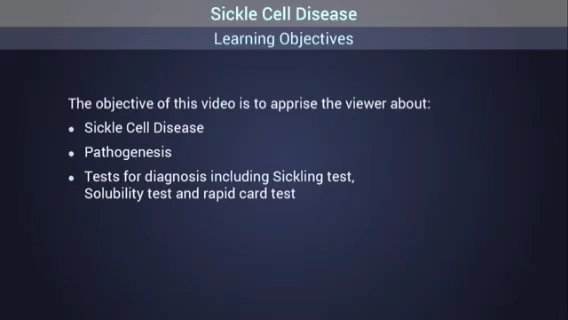 Sickle Cell Disease
Learning Objectives
The objective of this video is to apprise the viewer about:
• Sickle Cell Disease
• Pathogenesis
• Tests for diagnosis including Sickling test,
Solubility test and rapid card test